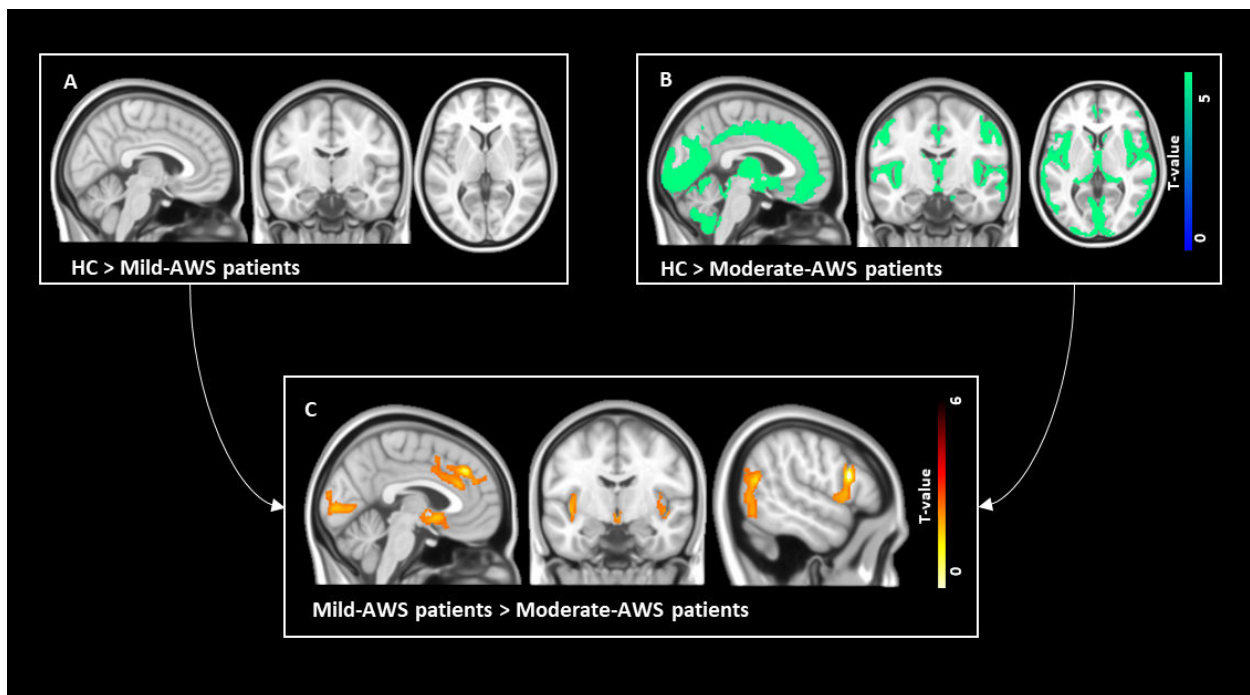 A
HC > Mild-AWS patients
B
5
T-value
0
HC > Moderate-AWS patients
C
6
T-value
0
Mild-AWS patients > Moderate-AWS patients